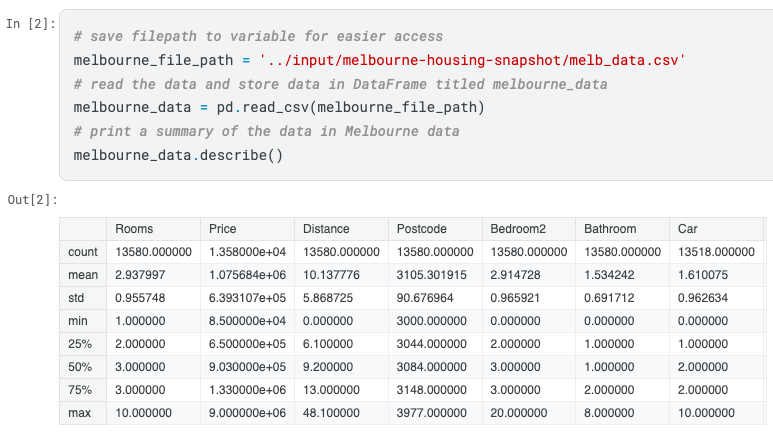 In [2]:
# save filepath to variable for easier access
melbourne_file_path = '../input/melbourne-housing-snapshot/melb_data.csv'
# read the data and store data in DataFrame titled melbourne_data
melbourne_data = pd.read_csv(melbourne_file_path)
# print a summary of the data in Melbourne data
melbourne_data.describe()
Out[2]:
Rooms Price Distance Postcode Bedroom2 Bathroom Car
count 13580.000000 1.358000e+04 13580.000000 13580.000000 13580.000000 13580.000000 13518.000000
mean 2.937997 1.075684e+06 10.137776 3105.301915 2.914728 1.534242 1.610075
std 0.955748 6.393107e+05 5.868725 90.676964 0.965921 0.691712 0.962634
min 1.000000 8.500000e+04 0.000000 3000.000000 0.000000 0.000000 0.000000
25% 2.000000 6.500000e+05 6.100000 3044.000000 2.000000 1.000000 1.000000
50% 3.000000 9.030000e+05 9.200000 3084.000000 3.000000 1.000000 2.000000
75% 3.000000 1.330000e+06 13.000000 3148.000000 3.000000 2.000000 2.000000
max 10.000000 9.000000e+06 48.100000 3977.000000 20.000000 8.000000 10.000000